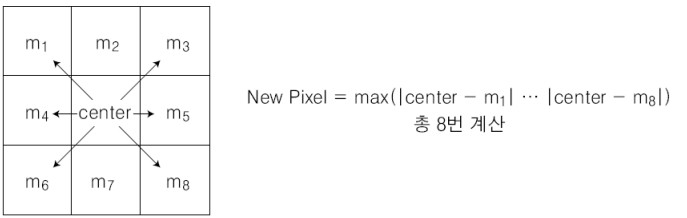 m₁ m₂ m₃
m₄ center m₅
m₆ m₇ m₈
New Pixel = max(|center − m₁| ⋯ |center − m₈|)
총 8번 계산